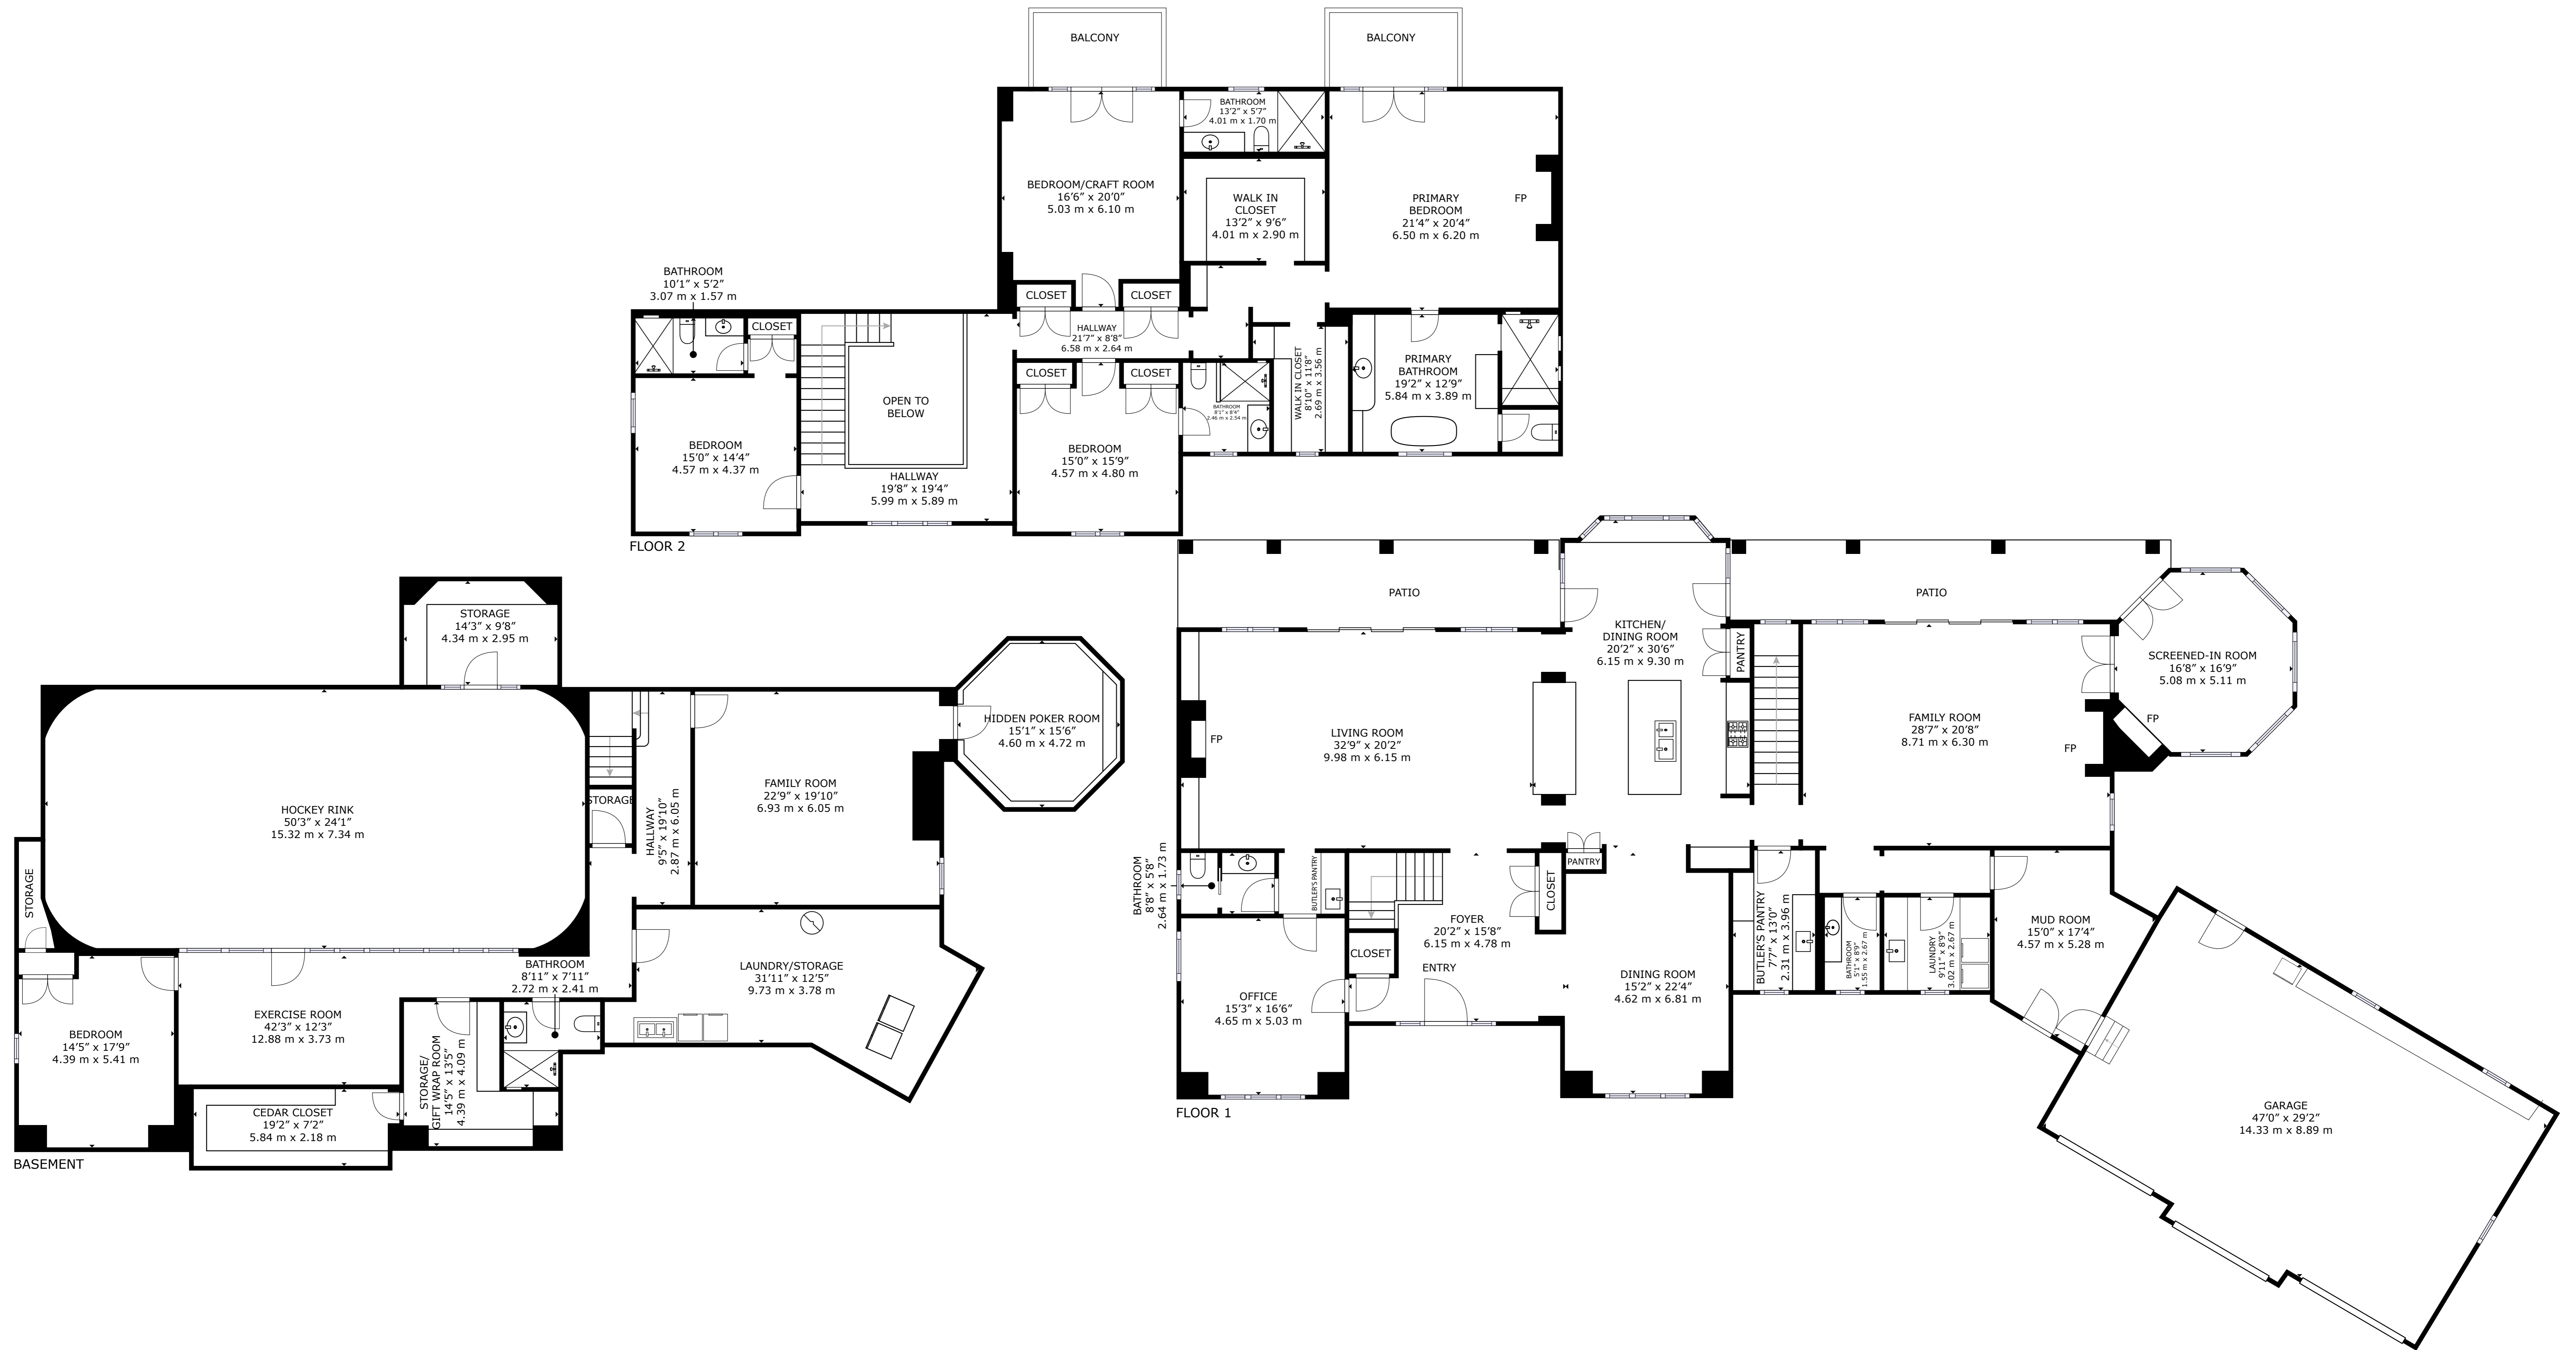 BALCONY
BALCONY
BATHROOM
13'2" x 5'7"
4.01 m x 1.70 m
BEDROOM/CRAFT ROOM
16'6" x 20'0"
5.03 m x 6.10 m
WALK IN
CLOSET
13'2" x 9'6"
4.01 m x 2.90 m
PRIMARY
BEDROOM
21'4" x 20'4"
6.50 m x 6.20 m
FP
BATHROOM
10'1" x 5'2"
3.07 m x 1.57 m
CLOSET
CLOSET
CLOSET
HALLWAY
21'7" x 8'8"
6.58 m x 2.64 m
CLOSET
CLOSET
OPEN TO
BELOW
BEDROOM
15'0" x 14'4"
4.57 m x 4.37 m
HALLWAY
19'8" x 19'4"
5.99 m x 5.89 m
BEDROOM
15'0" x 15'9"
4.57 m x 4.80 m
BATHROOM
8'1" x 8'4"
2.46 m x 2.54 m
WALK IN CLOSET
8'10" x 11'8"
2.69 m x 3.56 m
PRIMARY
BATHROOM
19'2" x 12'9"
5.84 m x 3.89 m
FLOOR 2
STORAGE
14'3" x 9'8"
4.34 m x 2.95 m
HOCKEY RINK
50'3" x 24'1"
15.32 m x 7.34 m
STORAGE
STORAGE
HALLWAY
9'5" x 19'10"
2.87 m x 6.05 m
FAMILY ROOM
22'9" x 19'10"
6.93 m x 6.05 m
HIDDEN POKER ROOM
15'1" x 15'6"
4.60 m x 4.72 m
BEDROOM
14'5" x 17'9"
4.39 m x 5.41 m
EXERCISE ROOM
42'3" x 12'3"
12.88 m x 3.73 m
BATHROOM
8'11" x 7'11"
2.72 m x 2.41 m
LAUNDRY/STORAGE
31'11" x 12'5"
9.73 m x 3.78 m
STORAGE/
GIFT WRAP ROOM
14'5" x 13'5"
4.39 m x 4.09 m
CEDAR CLOSET
19'2" x 7'2"
5.84 m x 2.18 m
BASEMENT
PATIO
PATIO
KITCHEN/
DINING ROOM
20'2" x 30'6"
6.15 m x 9.30 m
PANTRY
SCREENED-IN ROOM
16'8" x 16'9"
5.08 m x 5.11 m
FP
LIVING ROOM
32'9" x 20'2"
9.98 m x 6.15 m
FP
FAMILY ROOM
28'7" x 20'8"
8.71 m x 6.30 m
FP
BATHROOM
8'8" x 5'8"
2.64 m x 1.73 m
BUTLER'S PANTRY
PANTRY
CLOSET
FOYER
20'2" x 15'8"
6.15 m x 4.78 m
ENTRY
CLOSET
OFFICE
15'3" x 16'6"
4.65 m x 5.03 m
DINING ROOM
15'2" x 22'4"
4.62 m x 6.81 m
BUTLER'S PANTRY
7'7" x 13'0"
2.31 m x 3.96 m
BATHROOM
5'1" x 8'9"
1.55 m x 2.67 m
LAUNDRY
9'11" x 8'9"
3.02 m x 2.67 m
MUD ROOM
15'0" x 17'4"
4.57 m x 5.28 m
GARAGE
47'0" x 29'2"
14.33 m x 8.89 m
FLOOR 1